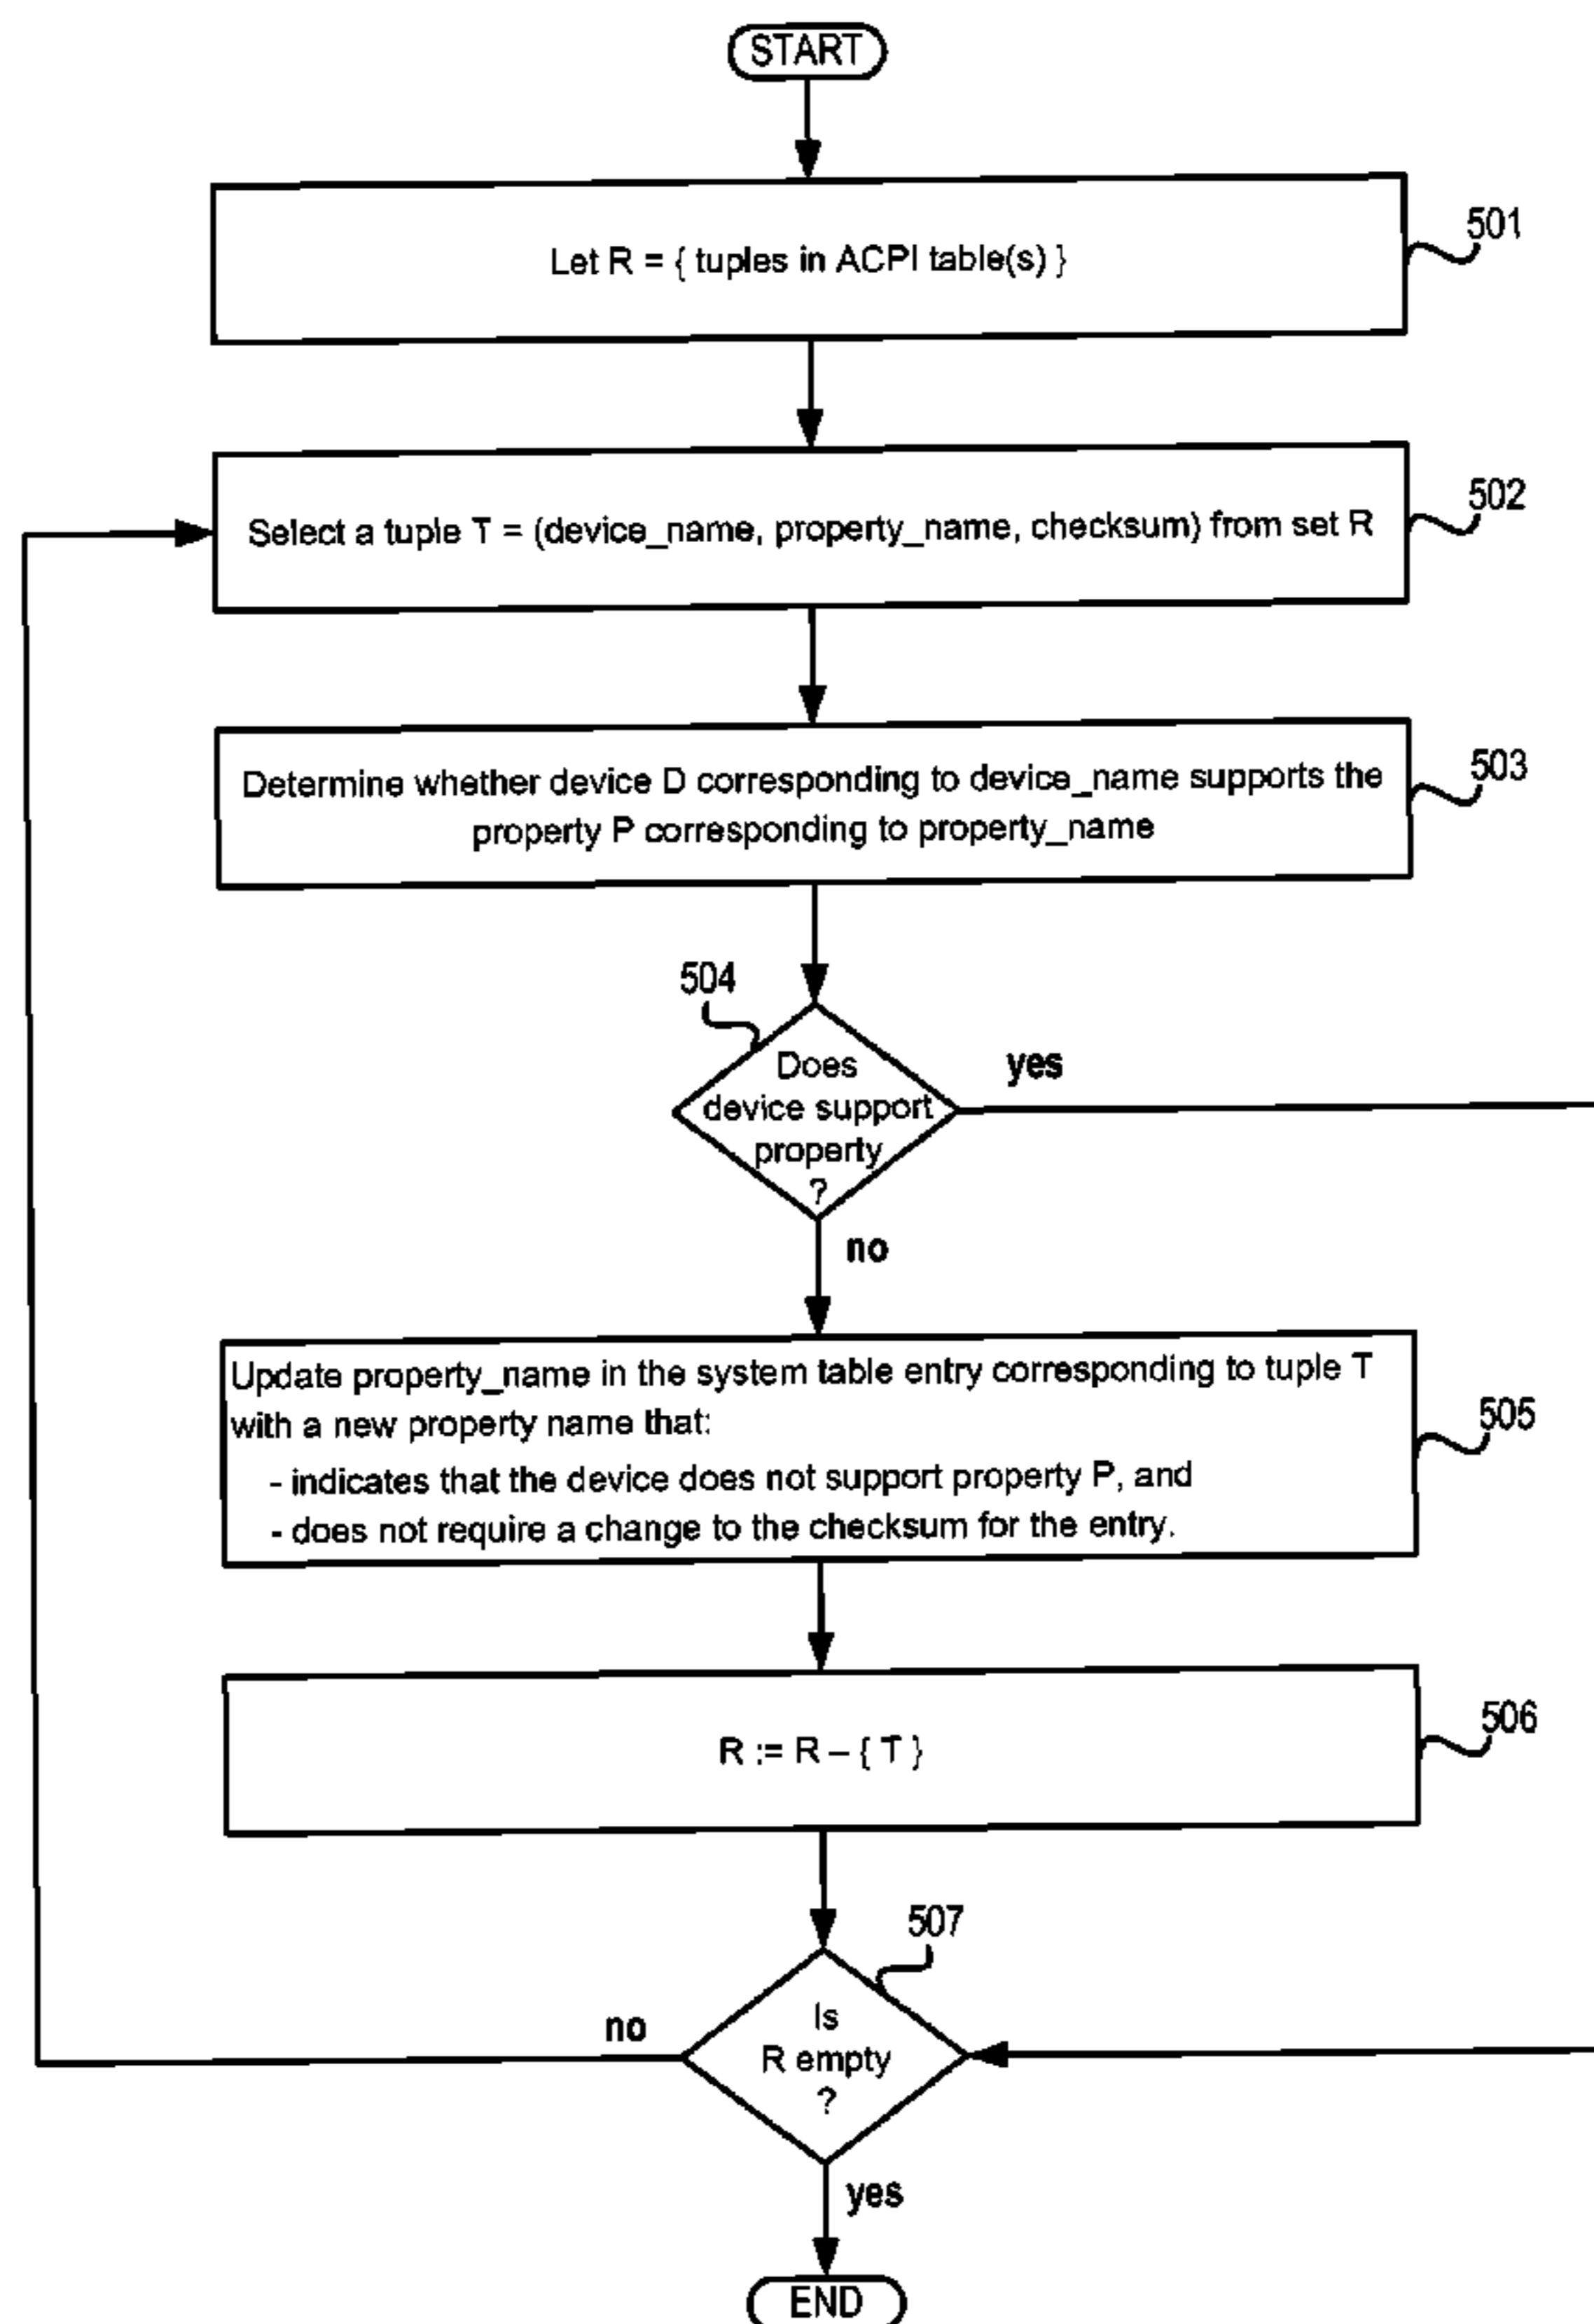 START
Let R = { tuples in ACPI table(s) }
501
Select a tuple T = (device_name, property_name, checksum) from set R
502
Determine whether device D corresponding to device_name supports the
property P corresponding to property_name
503
504
Does
device support
property
?
yes
no
Update property_name in the system table entry corresponding to tuple T
with a new property name that:
- indicates that the device does not support property P, and
- does not require a change to the checksum for the entry.
505
R := R – { T }
506
507
Is
R empty
?
no
yes
END